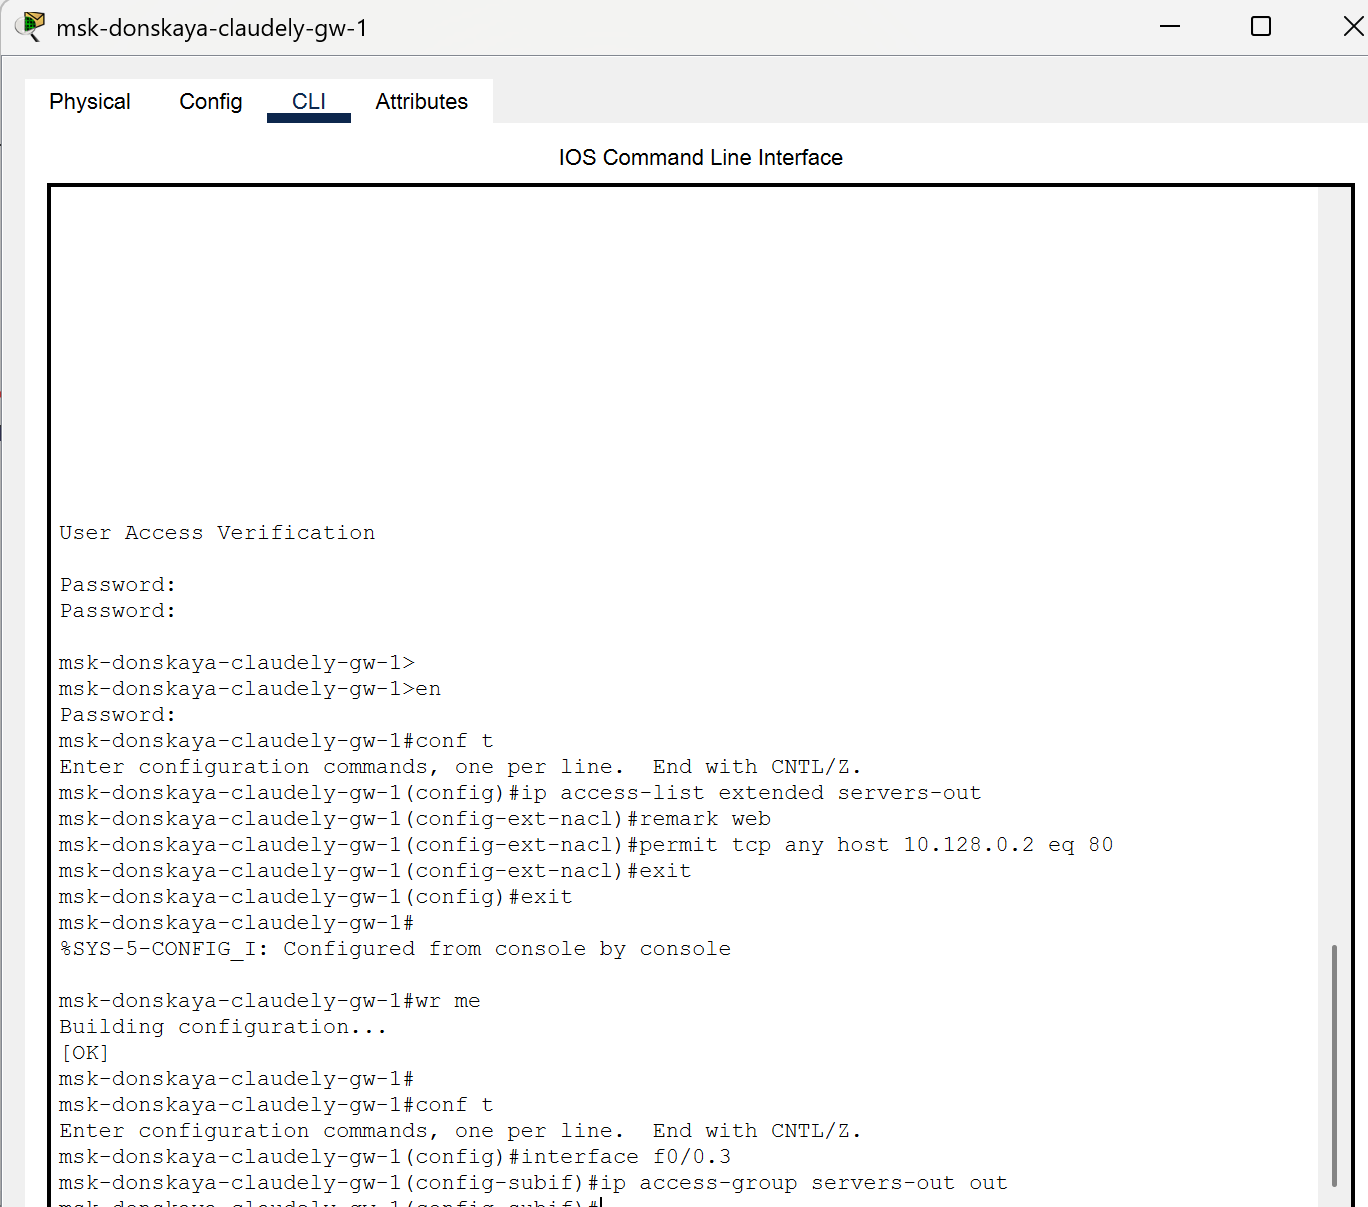 msk-donskaya-claudely-gw-1
Physical Config CLI Attributes
IOS Command Line Interface
User Access Verification
Password:
Password:
msk-donskaya-claudely-gw-1>
msk-donskaya-claudely-gw-1>en
Password:
msk-donskaya-claudely-gw-1#conf t
Enter configuration commands, one per line.  End with CNTL/Z.
msk-donskaya-claudely-gw-1(config)#ip access-list extended servers-out
msk-donskaya-claudely-gw-1(config-ext-nacl)#remark web
msk-donskaya-claudely-gw-1(config-ext-nacl)#permit tcp any host 10.128.0.2 eq 80
msk-donskaya-claudely-gw-1(config-ext-nacl)#exit
msk-donskaya-claudely-gw-1(config)#exit
msk-donskaya-claudely-gw-1#
%SYS-5-CONFIG_I: Configured from console by console
msk-donskaya-claudely-gw-1#wr me
Building configuration...
[OK]
msk-donskaya-claudely-gw-1#
msk-donskaya-claudely-gw-1#conf t
Enter configuration commands, one per line.  End with CNTL/Z.
msk-donskaya-claudely-gw-1(config)#interface f0/0.3
msk-donskaya-claudely-gw-1(config-subif)#ip access-group servers-out out
msk-donskaya-claudely-gw-1(config-subif)#